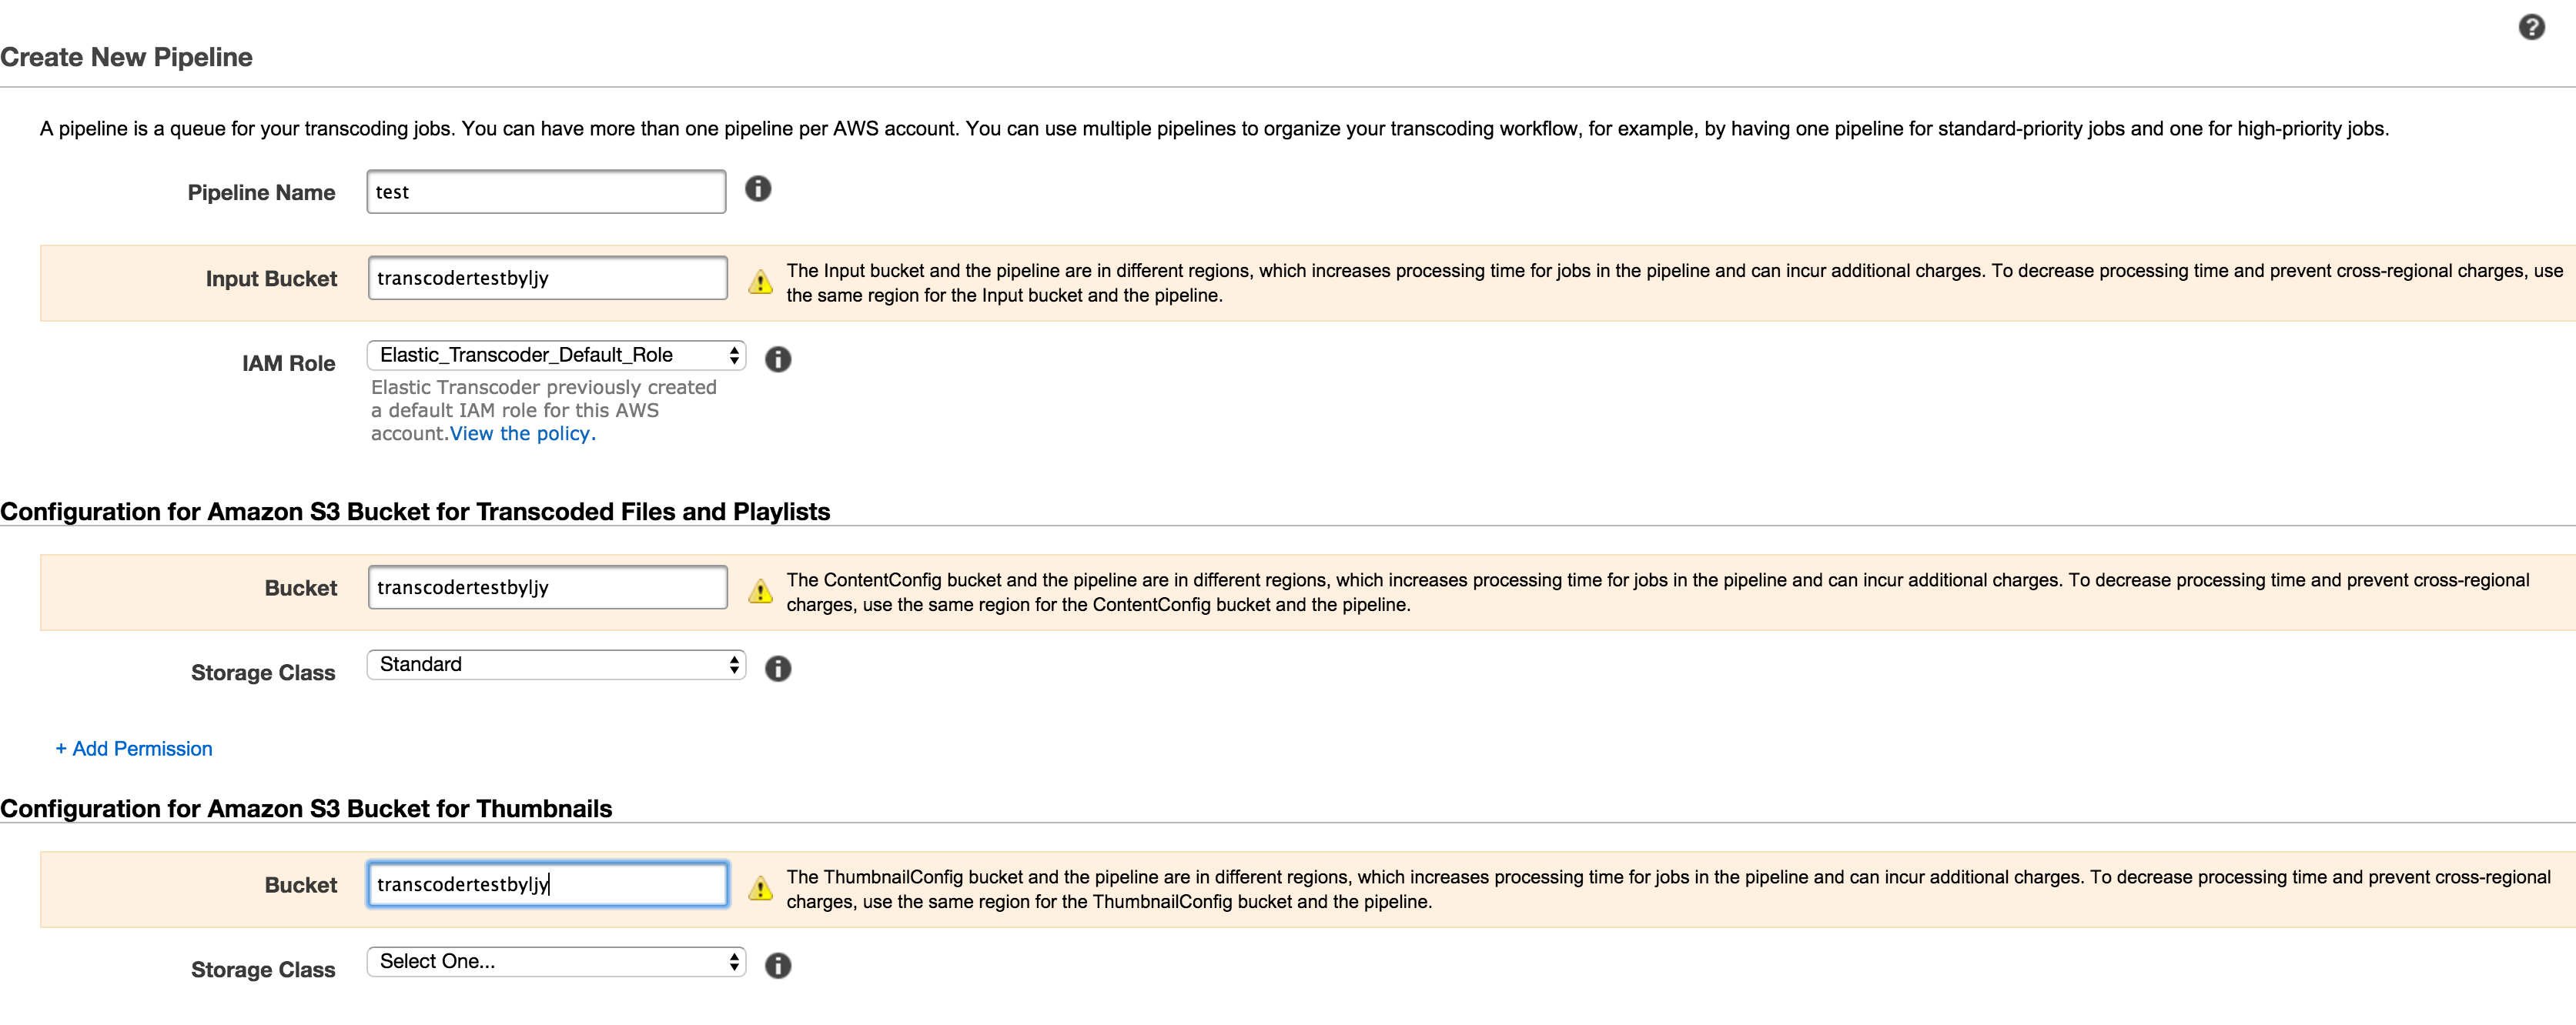 Create New Pipeline
A pipeline is a queue for your transcoding jobs. You can have more than one pipeline per AWS account. You can use multiple pipelines to organize your transcoding workflow, for example, by having one pipeline for standard-priority jobs and one for high-priority jobs.
Pipeline Name
test
Input Bucket
transcodertestbyljy
The Input bucket and the pipeline are in different regions, which increases processing time for jobs in the pipeline and can incur additional charges. To decrease processing time and prevent cross-regional charges, use
the same region for the Input bucket and the pipeline.
IAM Role
Elastic_Transcoder_Default_Role
Elastic Transcoder previously created
a default IAM role for this AWS
account.View the policy.
Configuration for Amazon S3 Bucket for Transcoded Files and Playlists
Bucket
transcodertestbyljy
The ContentConfig bucket and the pipeline are in different regions, which increases processing time for jobs in the pipeline and can incur additional charges. To decrease processing time and prevent cross-regional
charges, use the same region for the ContentConfig bucket and the pipeline.
Storage Class
Standard
+ Add Permission
Configuration for Amazon S3 Bucket for Thumbnails
Bucket
transcodertestbyljy
The ThumbnailConfig bucket and the pipeline are in different regions, which increases processing time for jobs in the pipeline and can incur additional charges. To decrease processing time and prevent cross-regional
charges, use the same region for the ThumbnailConfig bucket and the pipeline.
Storage Class
Select One...